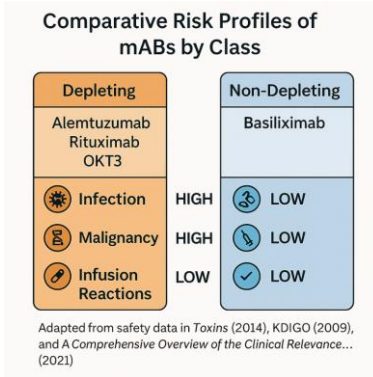 Comparative Risk Profiles of
mABs by Class
Depleting
Non-Depleting
Alemtuzumab
Rituximab
OKT3
Basiliximab
Infection HIGH LOW
Malignancy HIGH LOW
Infusion
Reactions LOW LOW
Adapted from safety data in Toxins (2014), KDIGO (2009),
and A Comprehensive Overview of the Clinical Relevance...
(2021)